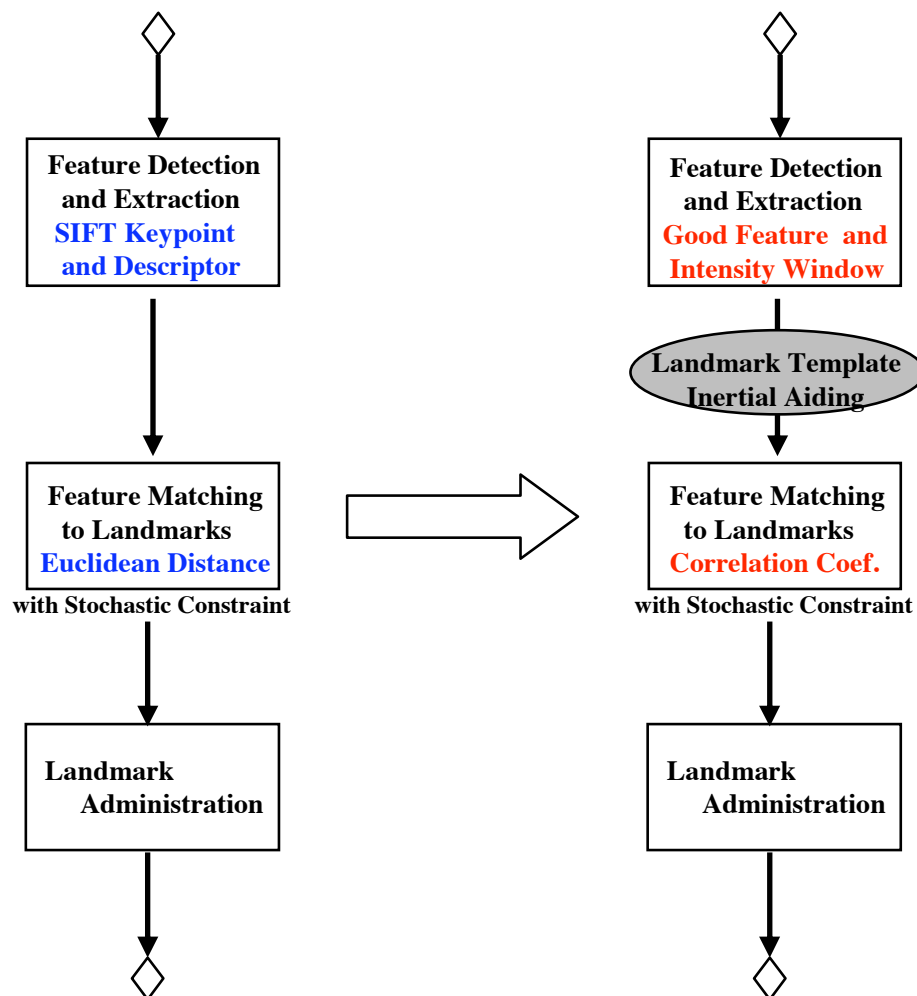 Feature Detection
and Extraction
SIFT Keypoint
and Descriptor
Feature Matching
to Landmarks
Euclidean Distance
with Stochastic Constraint
Landmark
Administration
Feature Detection
and Extraction
Good Feature and
Intensity Window
Landmark Template
Inertial Aiding
Feature Matching
to Landmarks
Correlation Coef.
with Stochastic Constraint
Landmark
Administration